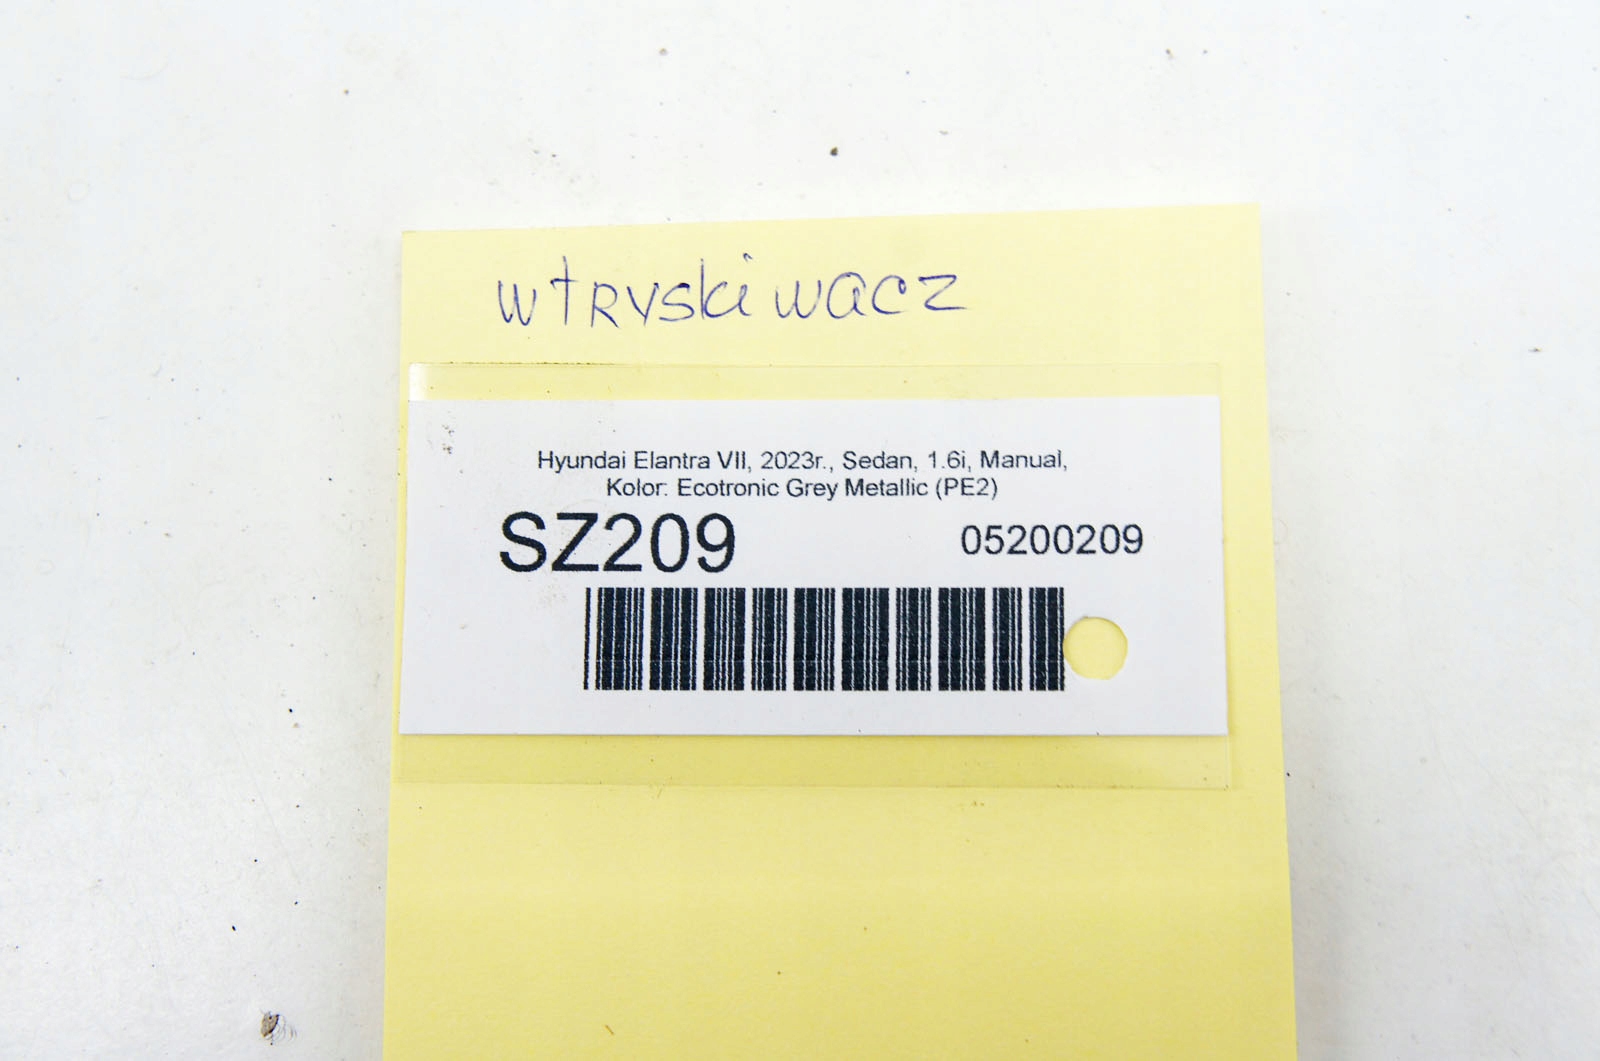 wtryskiwacz
Hyundai Elantra VII, 2023r., Sedan, 1.6i, Manual,
Kolor: Ecotronic Grey Metallic (PE2)
SZ209 05200209